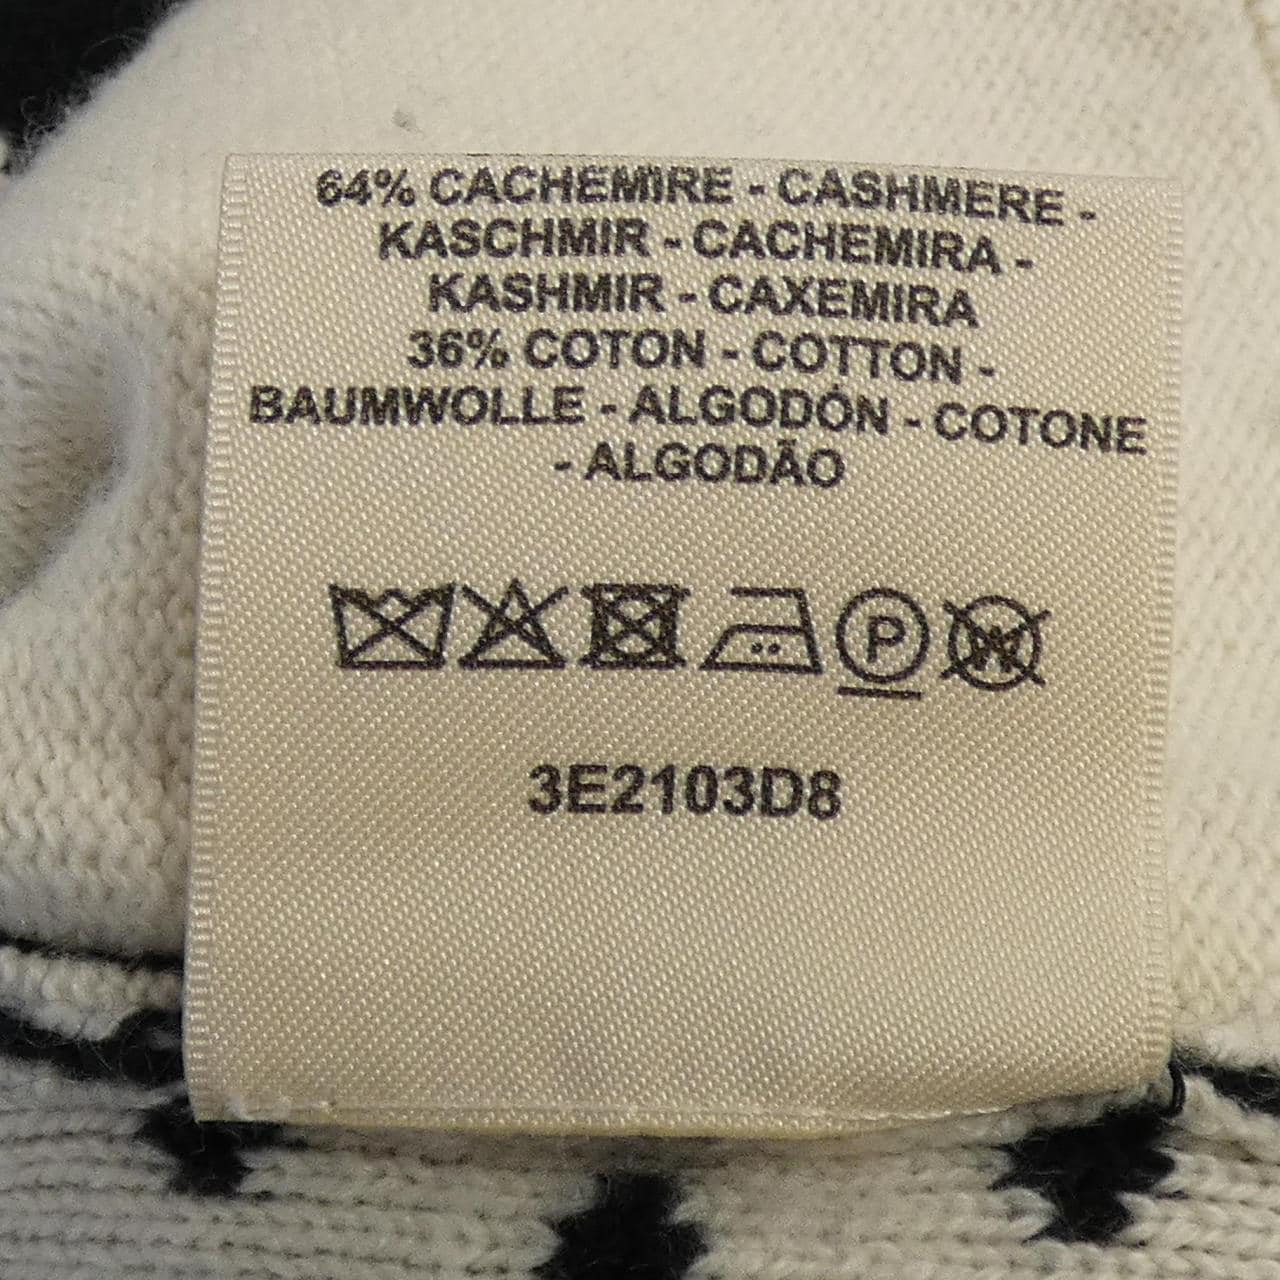 64% CACHEMIRE - CASHMERE -
KASCHMIR - CACHEMIRA -
KASHMIR - CAXEMIRA
36% COTON - COTTON -
BAUMWOLLE - ALGODÓN - COTONE
- ALGODÃO
P W
3E2103D8